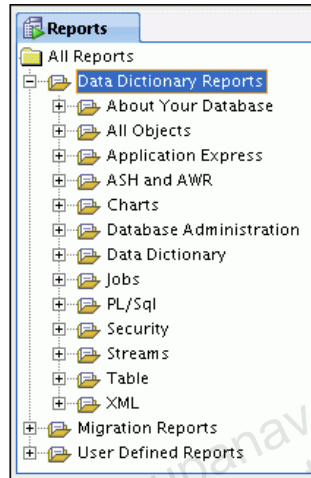 Reports
All Reports
Data Dictionary Reports
About Your Database
All Objects
Application Express
ASH and AWR
Charts
Database Administration
Data Dictionary
Jobs
PL/Sql
Security
Streams
Table
XML
Migration Reports
User Defined Reports